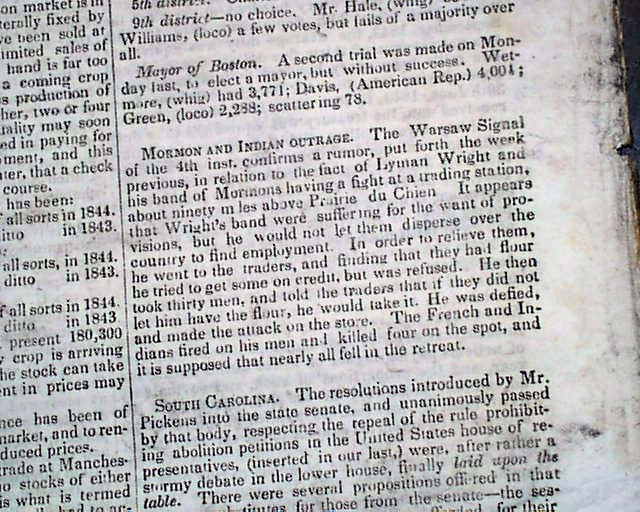 on market is in
terally fixed by
ve been sold at
imited sales of
hand is far too
a coming crop
s production of
her, two or four
uality may soon
ed in paying for
ment, and this
ter, that a check
course.
has been:
all sorts in 1844.
ditto in 1843.
all sorts, in 1844.
ditto in 1843.
all sorts in 1844.
ditto in 1843
present 180,300
crop is arriving
he stock can take
ent in prices may
nce has been of
market, and to ren-
duced prices.
rade at Manches-
no stocks of either
is what is termed
5th district.
9th district—no choice. Mr. Hale, (whig)
Williams, (loco) a few votes, but fails of a majority over
all.
Mayor of Boston. A second trial was made on Mon-
day last, to elect a mayor, but without success. Wet-
more, (whig) had 3,771; Davis, (American Rep.) 4,004;
Green, (loco) 2,288; scattering 78.
MORMON AND INDIAN OUTRAGE. The Warsaw Signal
of the 4th inst. confirms a rumor, put forth the week
previous, in relation to the fact of Lyman Wright and
his band of Mormons having a fight at a trading station,
about ninety miles above Prairie du Chien It appears
that Wright's band were suffering for the want of pro-
visions, but he would not let them disperse over the
country to find employment. In order to relieve them,
he went to the traders, and finding that they had flour
he tried to get some on credit, but was refused. He then
took thirty men, and told the traders that if they did not
let him have the flour, he would take it. He was defied,
and made the attack on the store. The French and In-
dians fired on his men and killed four on the spot, and
it is supposed that nearly all fell in the retreat.
SOUTH CAROLINA. The resolutions introduced by Mr.
Pickens into the state senate, and unanimously passed
by that body, respecting the repeal of the rule prohibit-
ing abolition petitions in the United States house of re-
presentatives, (inserted in our last,) were, after rather a
stormy debate in the lower house, finally laid upon the
table. There were several propositions offered in that
for those from the senate—the sea-
for their